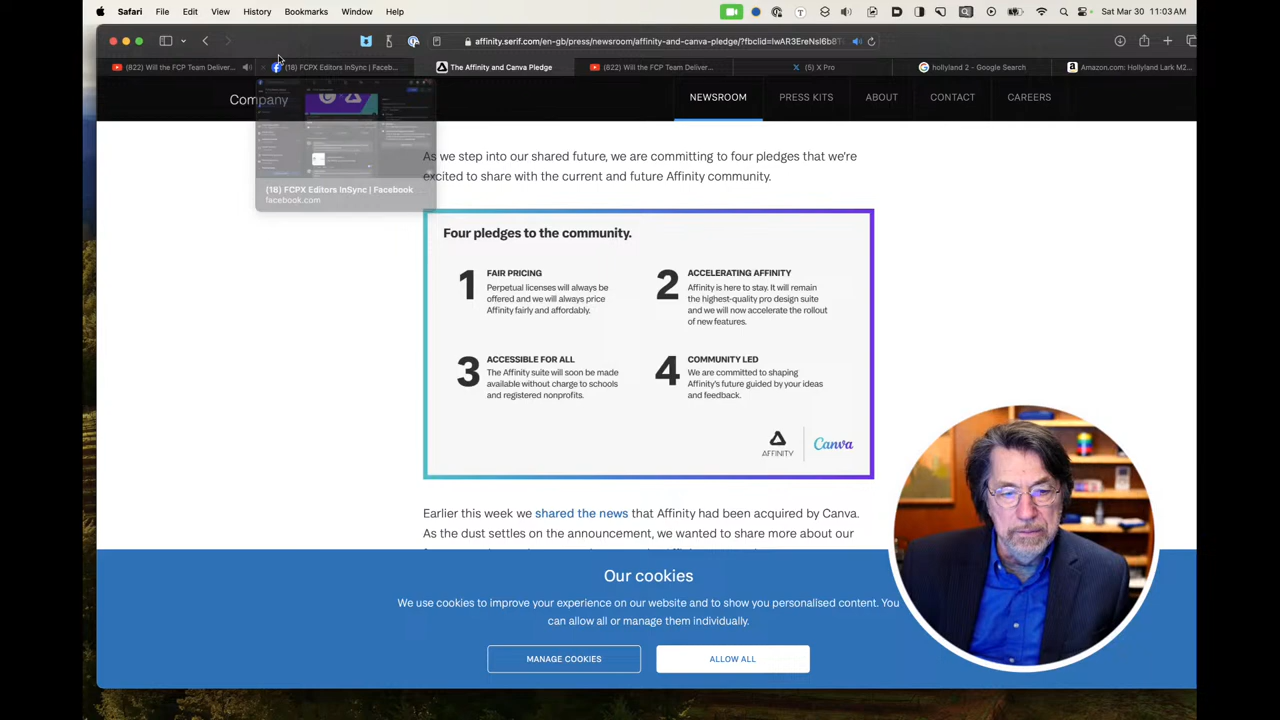 Safari File Edit View History Bookmarks Window Help
Sat Mar 30 11:03 AM
affinity.serif.com/en-gb/press/newsroom/affinity-and-canva-pledge/?fbclid=IwAR3EreNsI6b8T
(822) Will the FCP Team Deliver...
(18) FCPX Editors InSync | Faceb...
The Affinity and Canva Pledge
(822) Will the FCP Team Deliver...
(5) X Pro
hollyland 2 - Google Search
Amazon.com: Hollyland Lark M2...
Company
NEWSROOM PRESS KITS ABOUT CONTACT CAREERS
(18) FCPX Editors InSync | Facebook
facebook.com
As we step into our shared future, we are committing to four pledges that we're
excited to share with the current and future Affinity community.
Four pledges to the community.
1
FAIR PRICING
Perpetual licenses will always be
offered and we will always price
Affinity fairly and affordably.
2
ACCELERATING AFFINITY
Affinity is here to stay. It will remain
the highest-quality pro design suite
and we will now accelerate the rollout
of new features.
3
ACCESSIBLE FOR ALL
The Affinity suite will soon be made
available without charge to schools
and registered nonprofits.
4
COMMUNITY LED
We are committed to shaping
Affinity's future guided by your ideas
and feedback.
AFFINITY
Canva
Earlier this week we shared the news that Affinity had been acquired by Canva.
As the dust settles on the announcement, we wanted to share more about our
Our cookies
We use cookies to improve your experience on our website and to show you personalised content. You
can allow all or manage them individually.
MANAGE COOKIES
ALLOW ALL